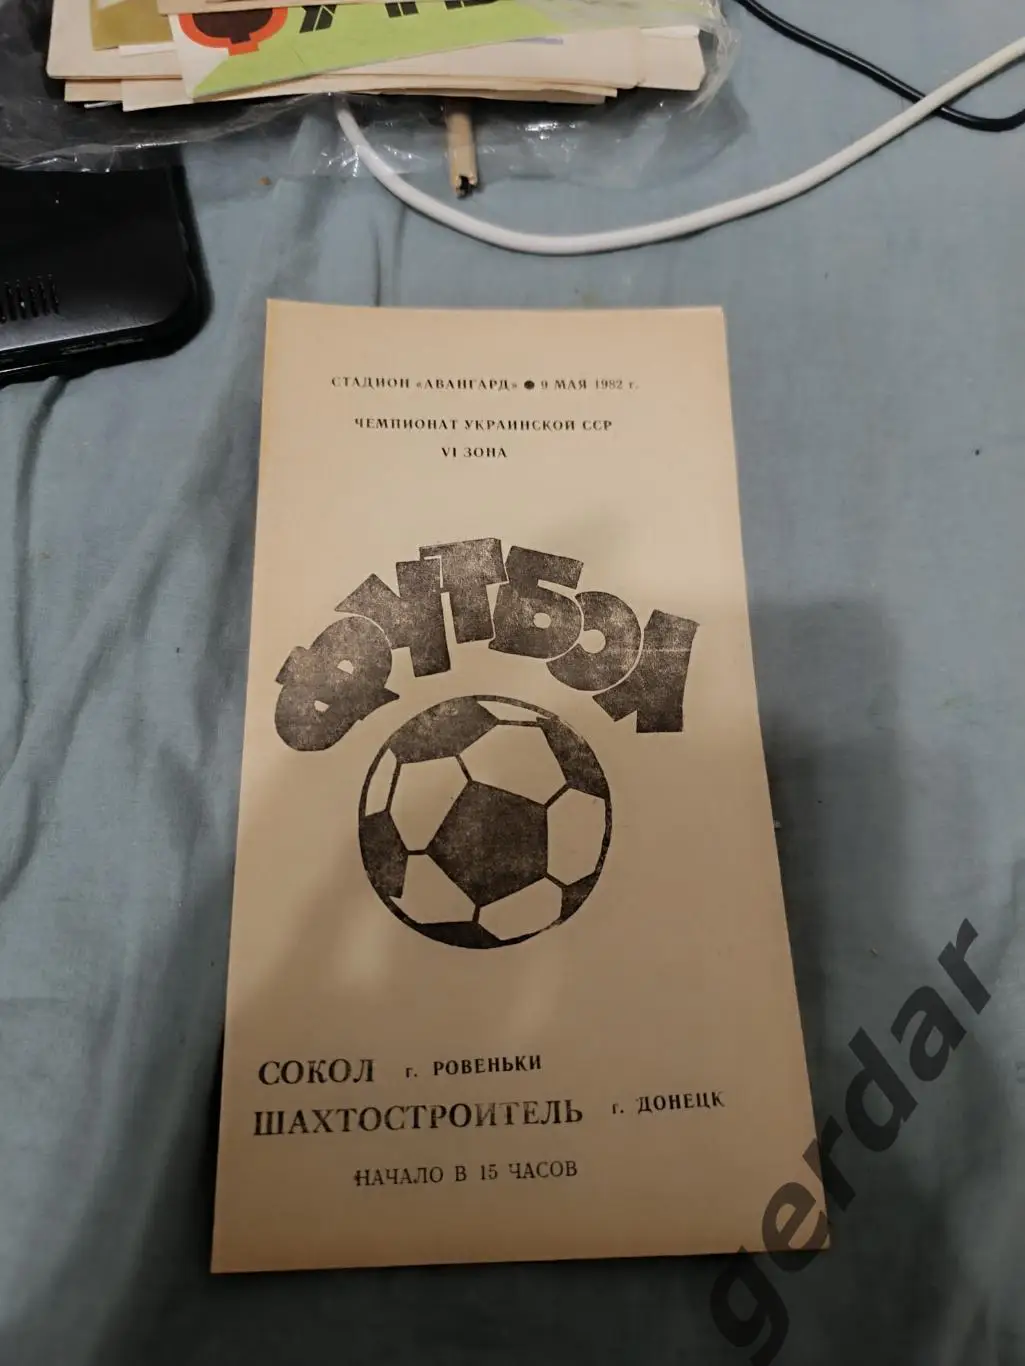 СТАДИОН «АВАНГАРД» ● 9 МАЯ 1982 г.
ЧЕМПИОНАТ УКРАИНСКОЙ ССР
VI ЗОНА
ФУТБОЛ
СОКОЛ г. РОВЕНЬКИ
ШАХТОСТРОИТЕЛЬ г. ДОНЕЦК
НАЧАЛО В 15 ЧАСОВ
gerdar